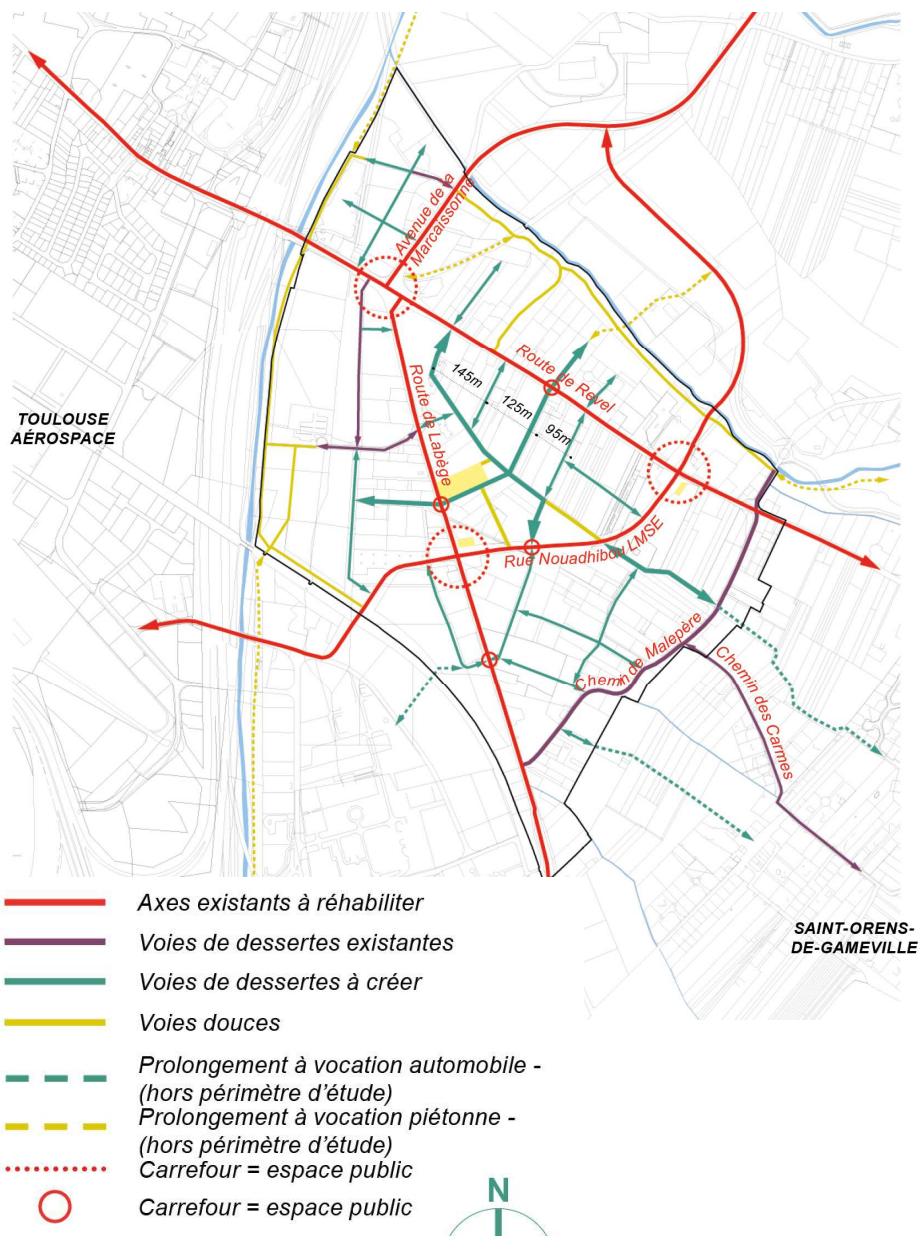 Avenue de la
Marcaissonne
Route de Revel
145m
125m
95m
Route de Labège
TOULOUSE
AÉROSPACE
Rue Nouadhibou LMSE
Chemin de Malepère
Chemin des Carmes
SAINT-ORENS-
DE-GAMEVILLE
Axes existants à réhabiliter
Voies de dessertes existantes
Voies de dessertes à créer
Voies douces
Prolongement à vocation automobile -
(hors périmètre d'étude)
Prolongement à vocation piétonne -
(hors périmètre d'étude)
Carrefour = espace public
Carrefour = espace public
N